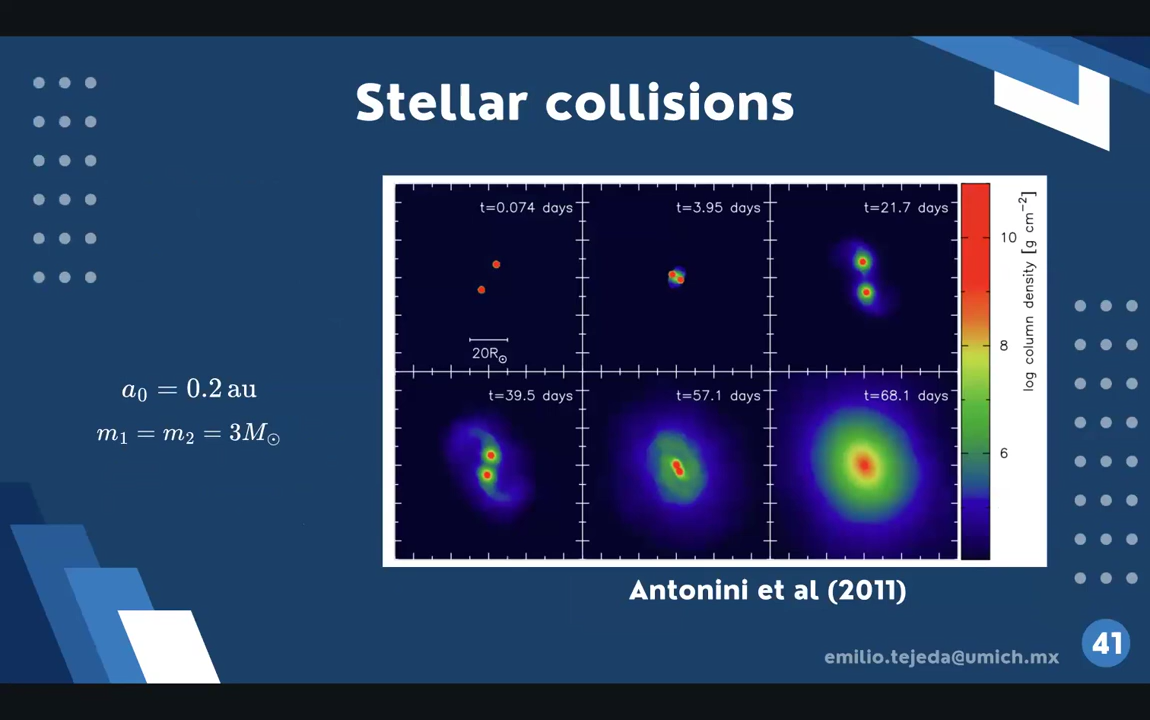 Stellar collisions
a₀ = 0.2 au
m₁ = m₂ = 3M☉
t=0.074 days
t=3.95 days
t=21.7 days
20R☉
t=39.5 days
t=57.1 days
t=68.1 days
10
8
6
log column density [g cm⁻²]
Antonini et al (2011)
emilio.tejeda@umich.mx
41